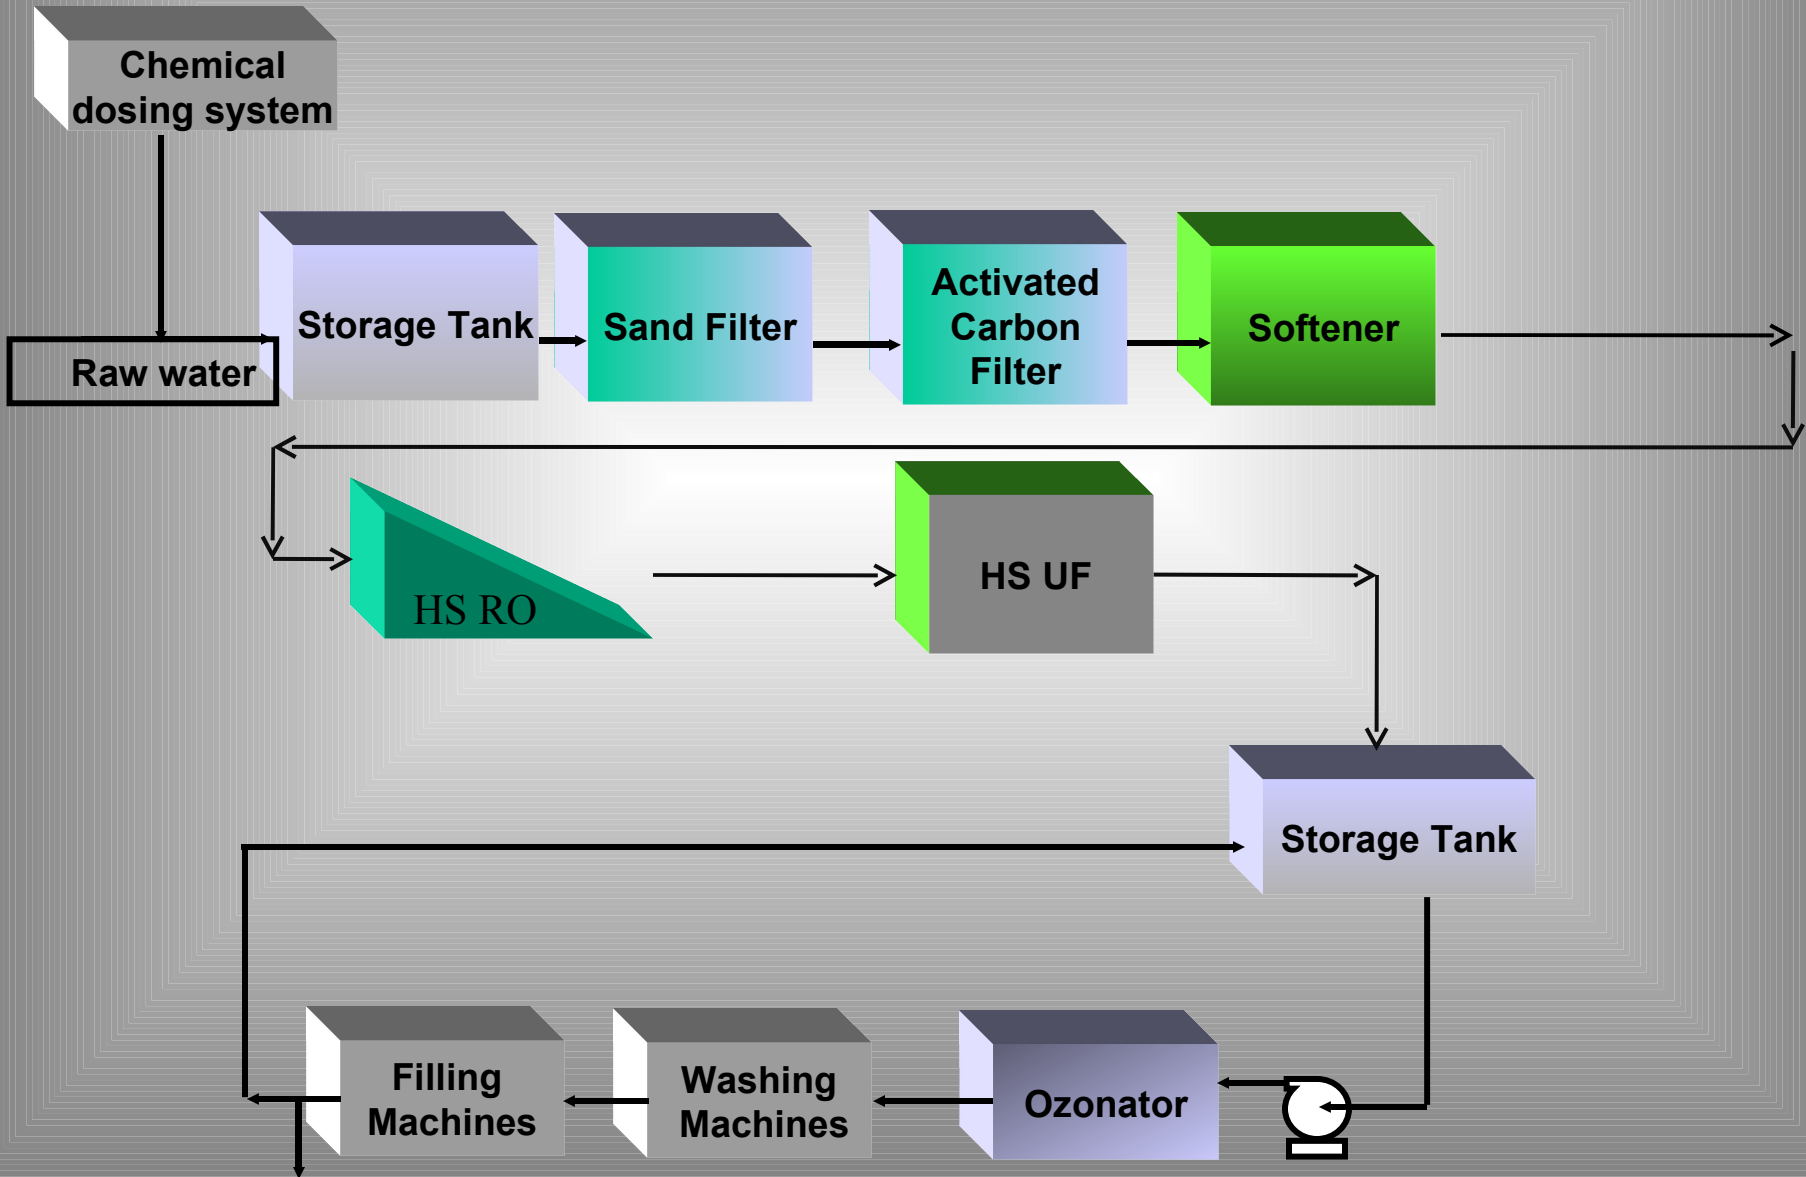 Chemical
dosing system
Storage Tank
Sand Filter
Activated
Carbon
Filter
Softener
Raw water
HS RO
HS UF
Storage Tank
Filling
Machines
Washing
Machines
Ozonator